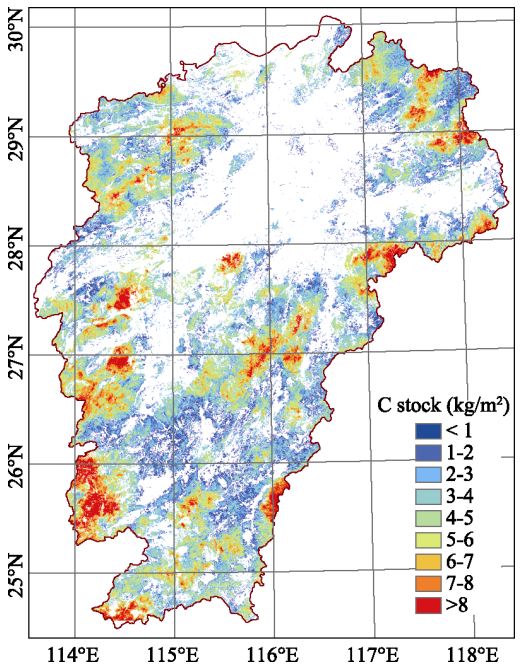 30°N
29°N
28°N
27°N
26°N
25°N
C stock (kg/m²)
< 1
1-2
2-3
3-4
4-5
5-6
6-7
7-8
>8
114°E
115°E
116°E
117°E
118°E